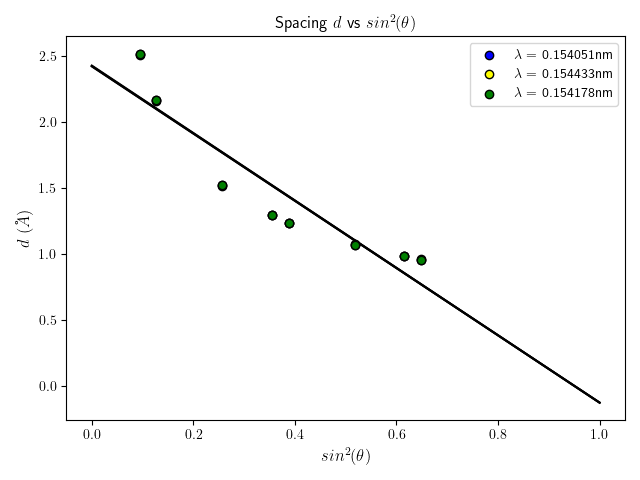 Spacing d vs sin²(θ)
λ = 0.154051nm
λ = 0.154433nm
λ = 0.154178nm
2.5
2.0
1.5
1.0
0.5
0.0
d (Å)
0.0 0.2 0.4 0.6 0.8 1.0
sin²(θ)